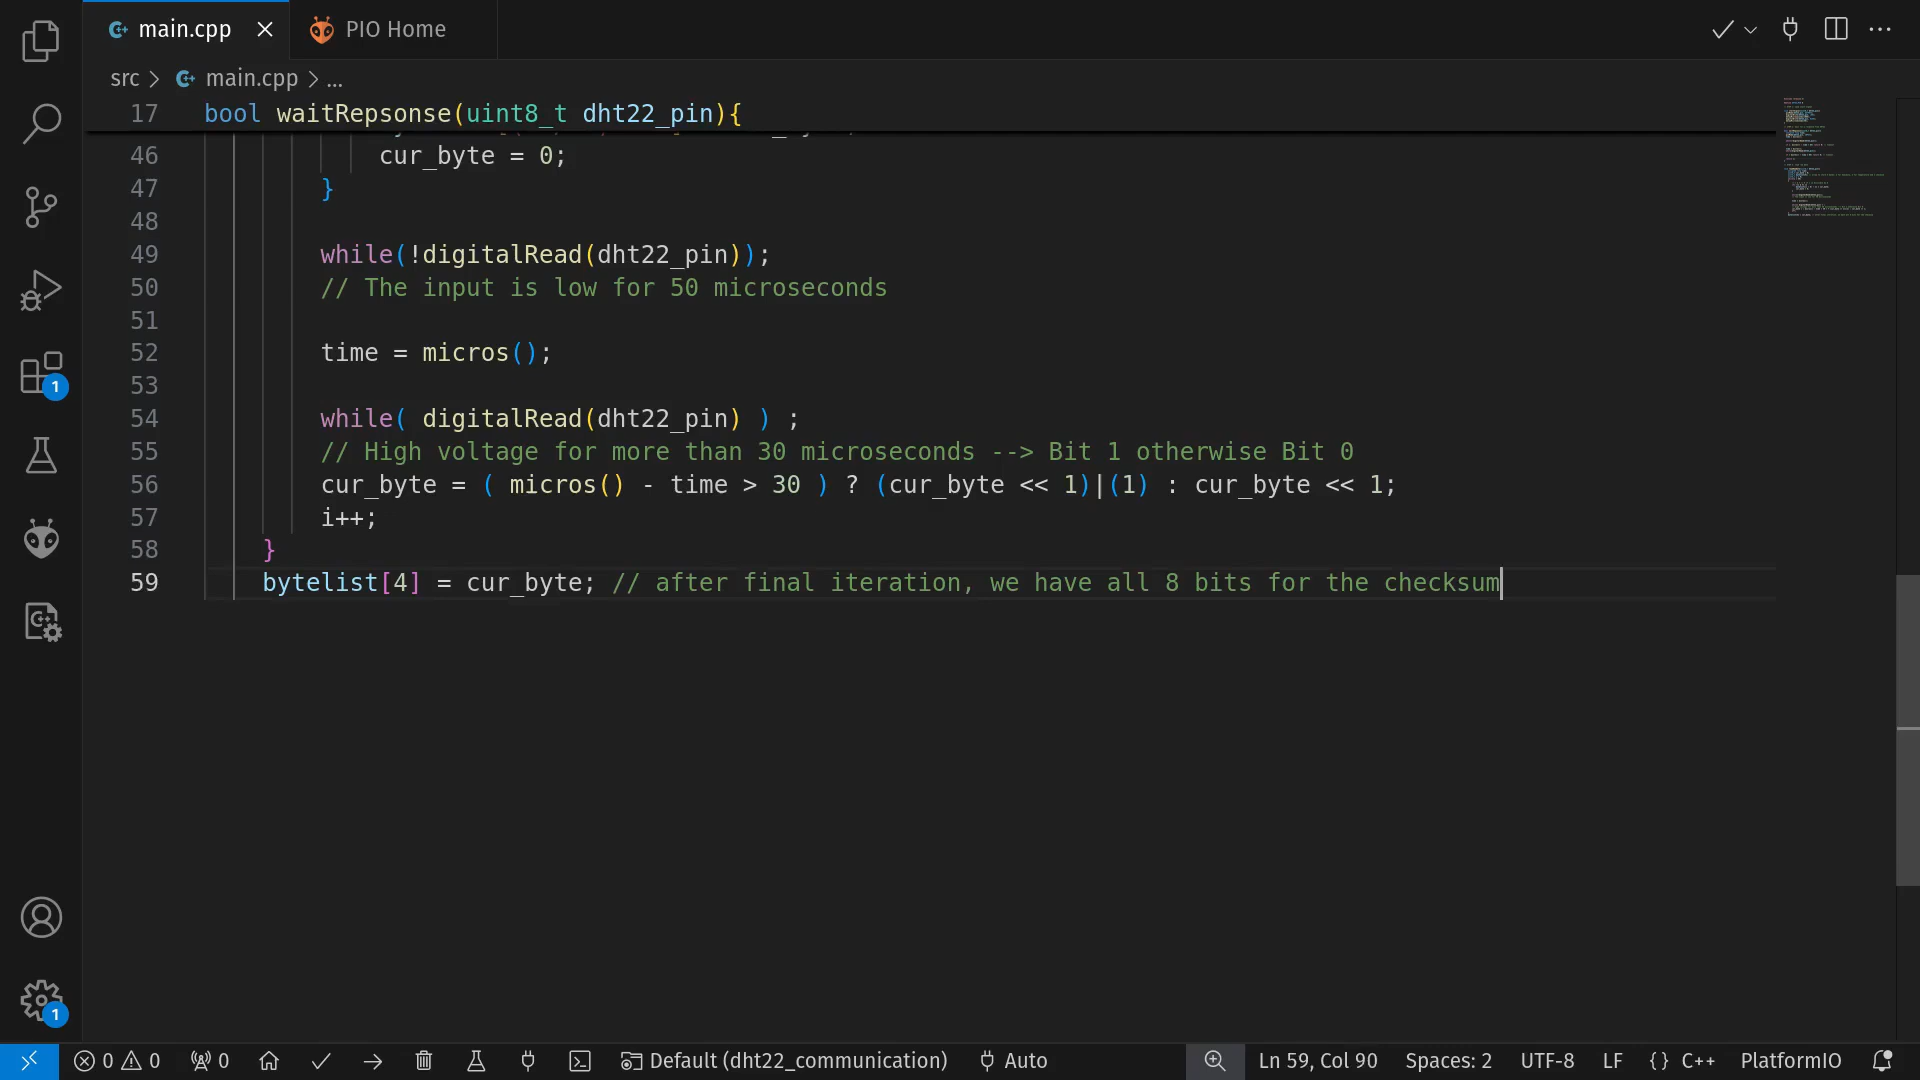 main.cpp
PIO Home
src
main.cpp
...
17 bool waitRepsonse(uint8_t dht22_pin){
46 cur_byte = 0;
47 }
48
49 while(!digitalRead(dht22_pin));
50 // The input is low for 50 microseconds
51
52 time = micros();
53
54 while( digitalRead(dht22_pin) ) ;
55 // High voltage for more than 30 microseconds --> Bit 1 otherwise Bit 0
56 cur_byte = ( micros() - time > 30 ) ? (cur_byte << 1)|(1) : cur_byte << 1;
57 i++;
58 }
59 bytelist[4] = cur_byte; // after final iteration, we have all 8 bits for the checksum
1
1
0 0 0 Default (dht22_communication) Auto Ln 59, Col 90 Spaces: 2 UTF-8 LF {} C++ PlatformIO